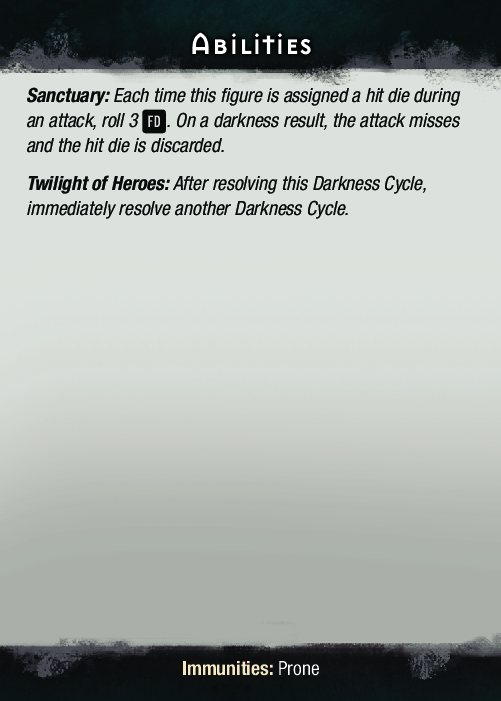 Abilities
Sanctuary: Each time this figure is assigned a hit die during
an attack, roll 3 FD. On a darkness result, the attack misses
and the hit die is discarded.
Twilight of Heroes: After resolving this Darkness Cycle,
immediately resolve another Darkness Cycle.
Immunities: Prone